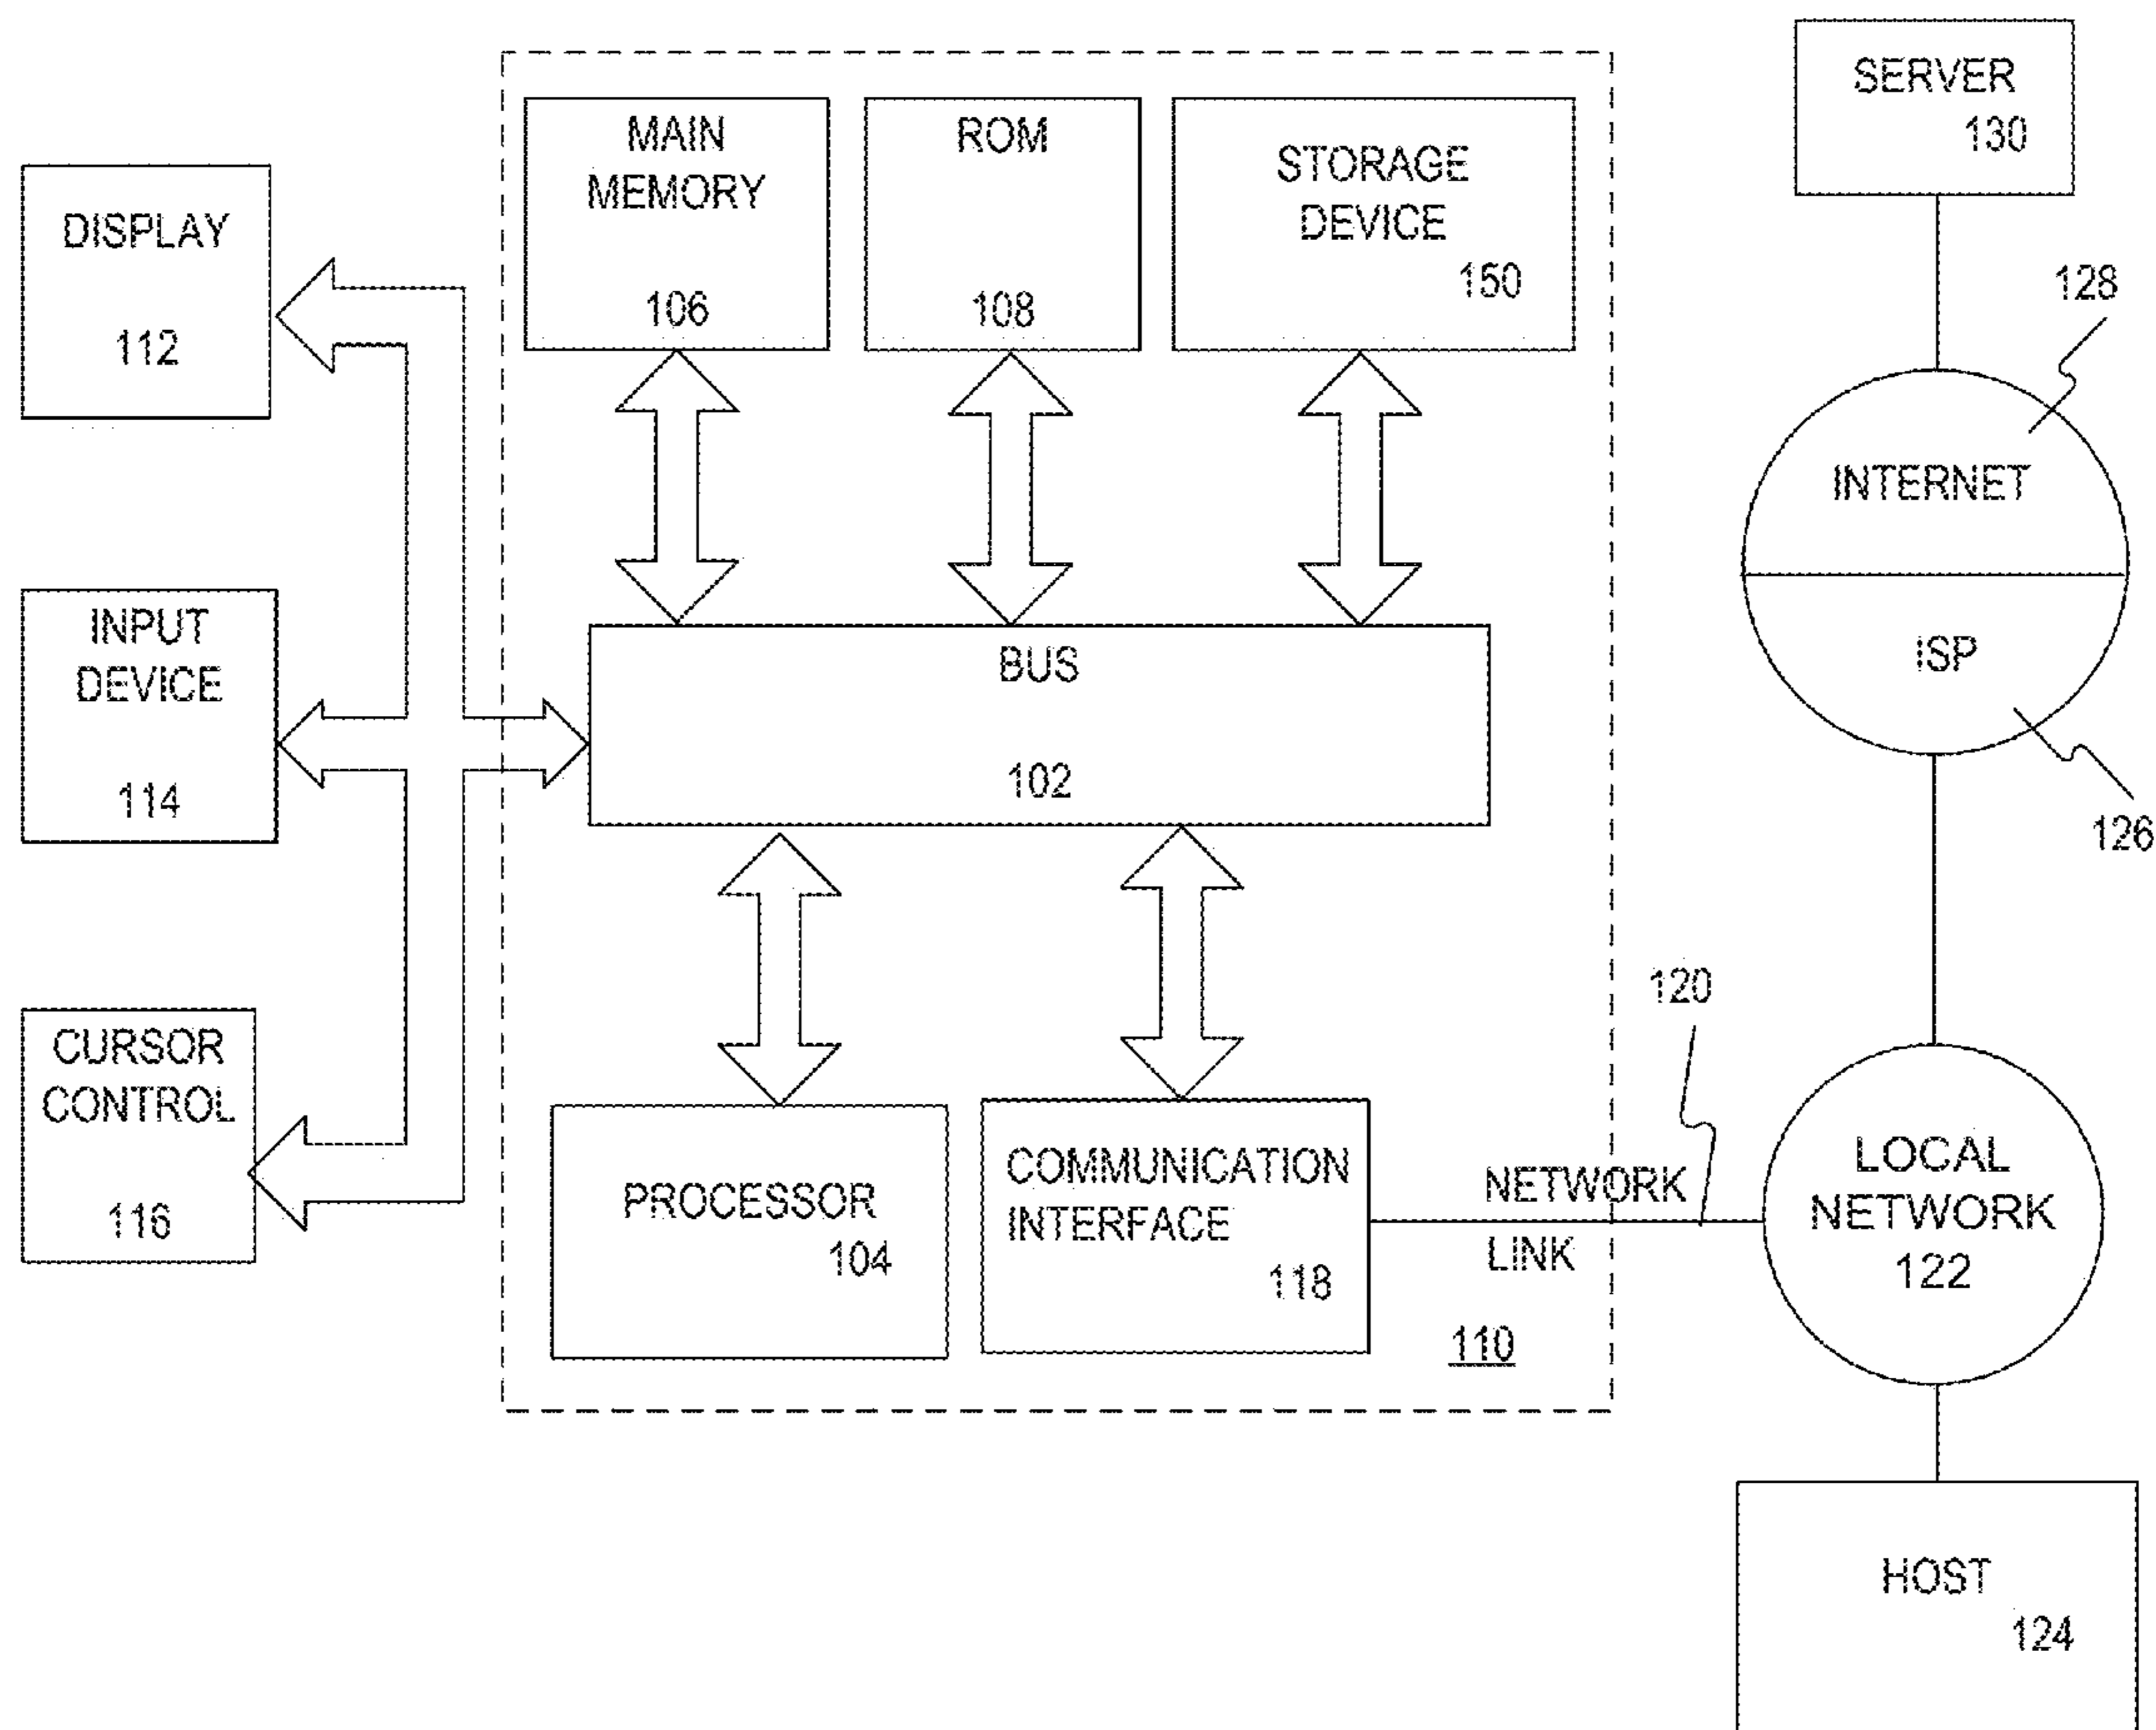 DISPLAY
112
INPUT
DEVICE
114
CURSOR
CONTROL
116
MAIN
MEMORY
106
ROM
108
STORAGE
DEVICE
150
BUS
102
PROCESSOR
104
COMMUNICATION
INTERFACE
118
NETWORK
LINK
110
120
SERVER
130
128
INTERNET
ISP
126
LOCAL
NETWORK
122
HOST
124